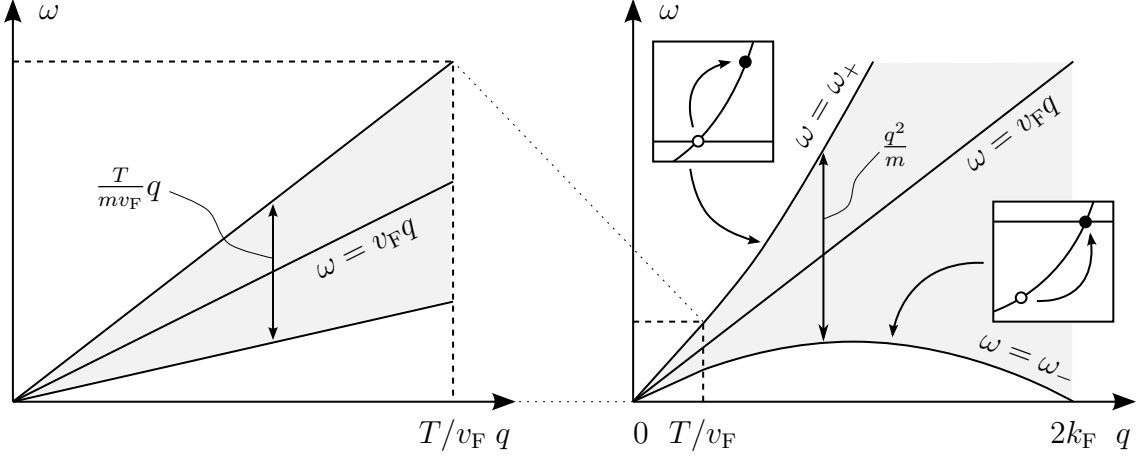 ω
T/mv_F q
ω = v_F q
T/v_F q
ω
ω = ω_+
q²/m
ω = v_F q
ω = ω_−
0 T/v_F 2k_F q